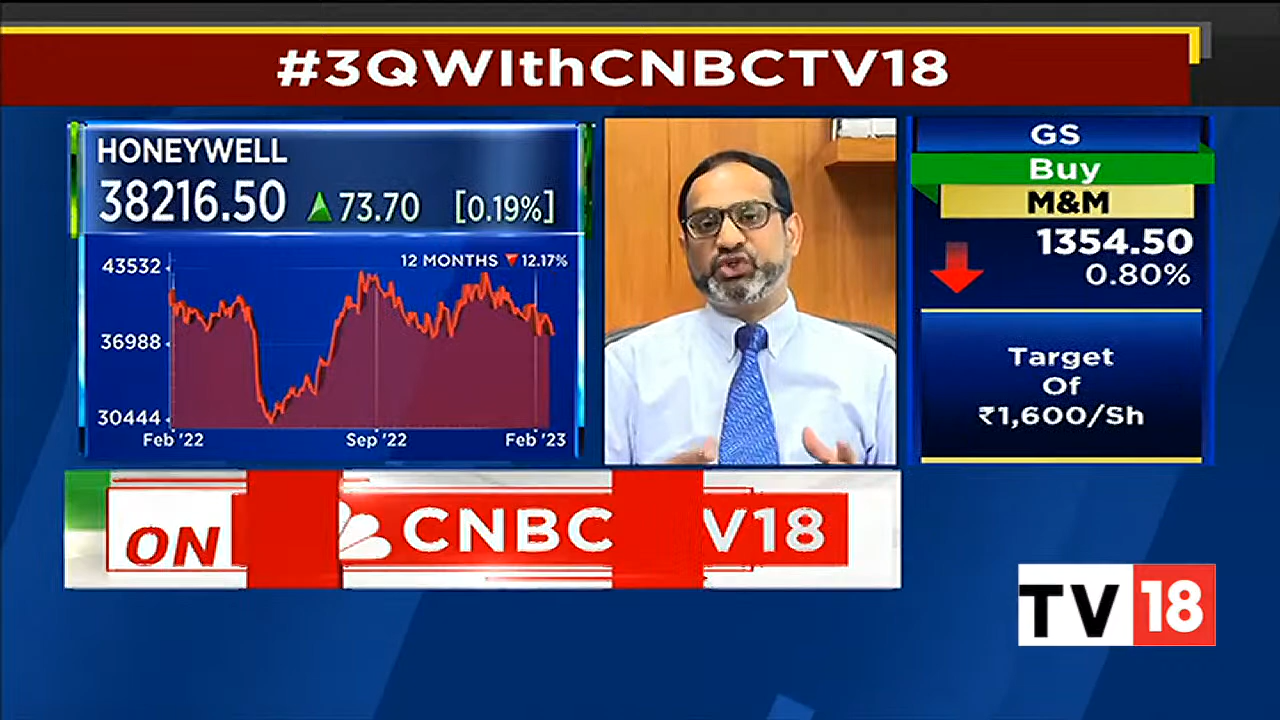 #3QWIthCNBCTV18
HONEYWELL
38216.50 ▲ 73.70 [0.19%]
12 MONTHS ▼12.17%
43532
36988
30444
Feb '22 Sep '22 Feb '23
GS
Buy
M&M
1354.50
0.80%
Target
Of
₹1,600/Sh
ON CNBC V18
TV18